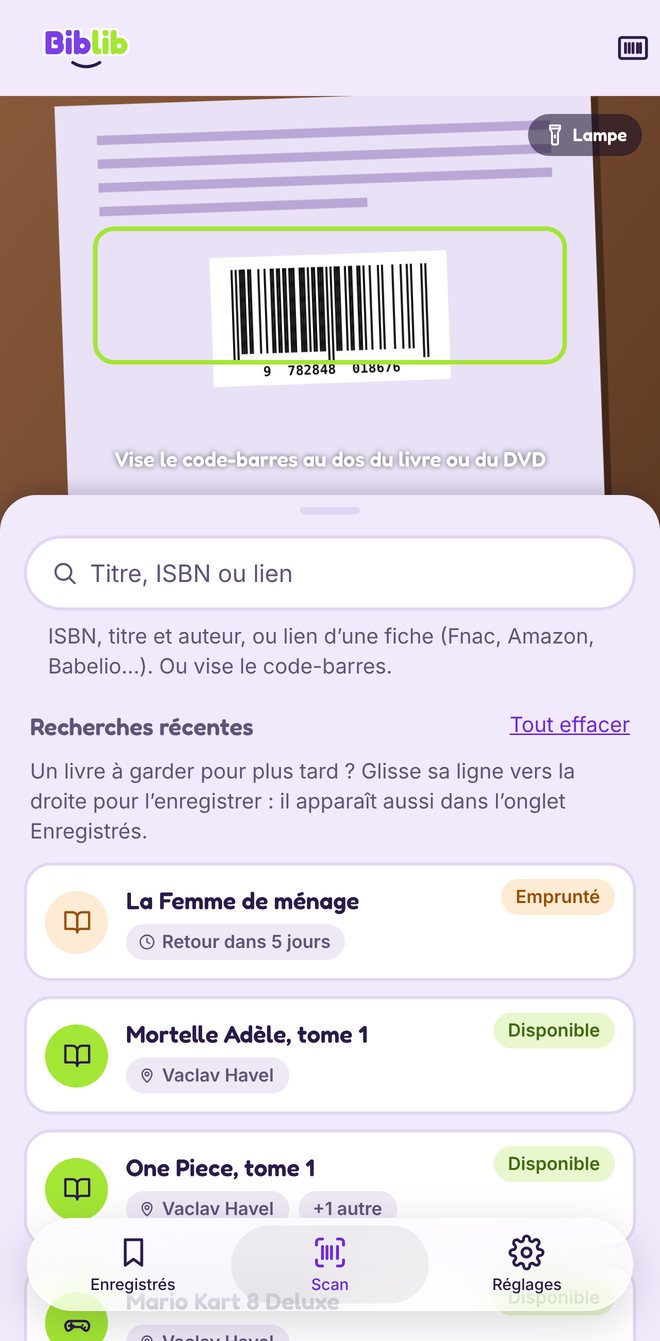 Biblib
Lampe
9 782848 018676
Vise le code-barres au dos du livre ou du DVD
Titre, ISBN ou lien
ISBN, titre et auteur, ou lien d’une fiche (Fnac, Amazon,
Babelio…). Ou vise le code-barres.
Recherches récentes
Tout effacer
Un livre à garder pour plus tard ? Glisse sa ligne vers la
droite pour l’enregistrer : il apparaît aussi dans l’onglet
Enregistrés.
La Femme de ménage
Emprunté
Retour dans 5 jours
Mortelle Adèle, tome 1
Disponible
Vaclav Havel
One Piece, tome 1
Disponible
Vaclav Havel
+1 autre
Enregistrés
Scan
Réglages
Mario Kart 8 Deluxe
Disponible
Vaclav Havel